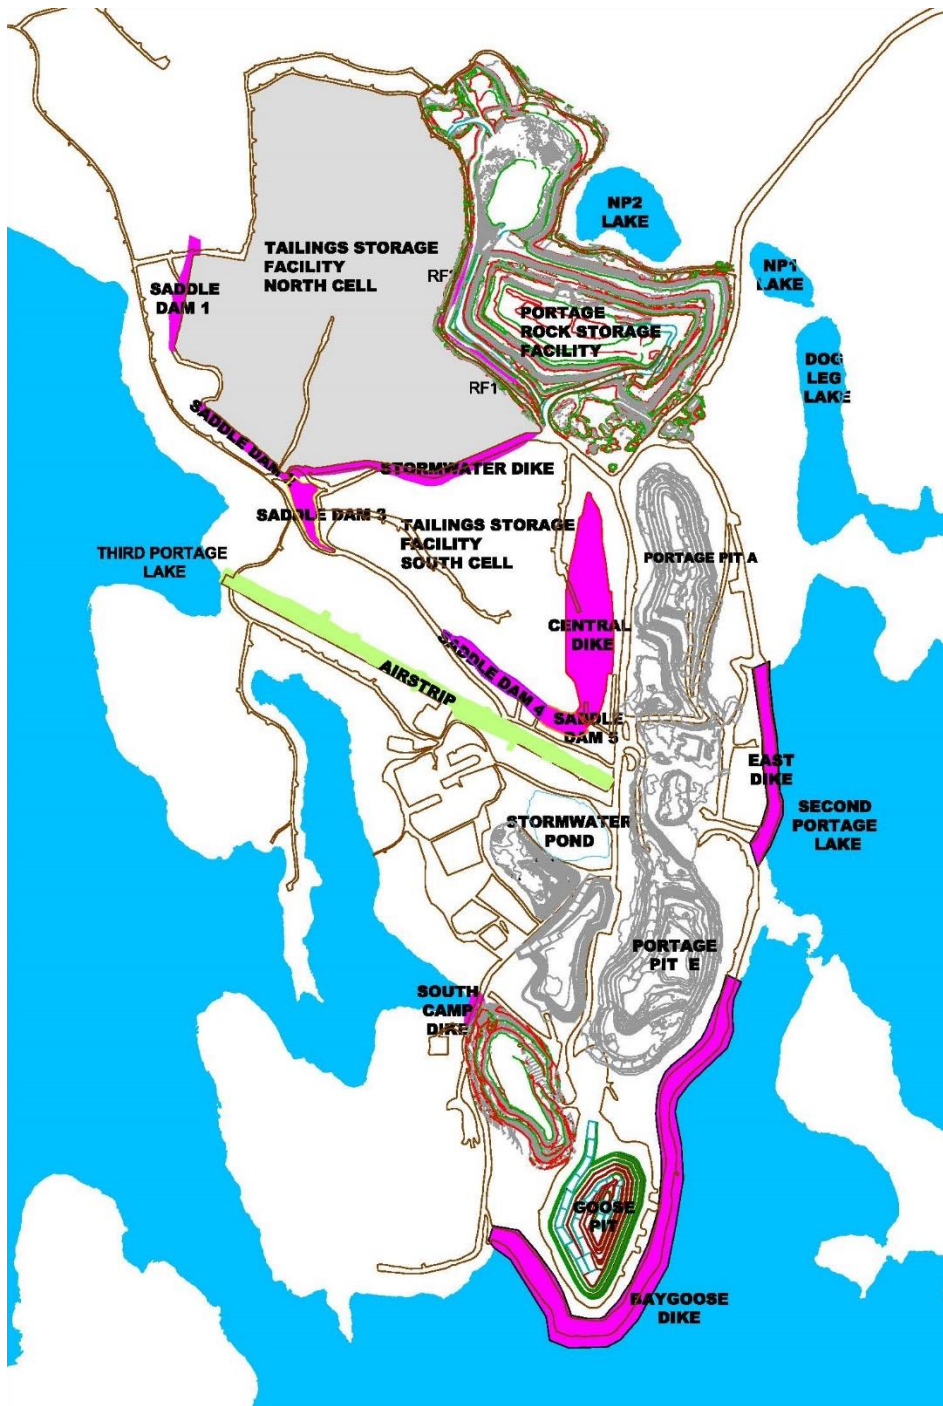 NP2
LAKE
TAILINGS STORAGE
FACILITY
NORTH CELL
NP1
LAKE
SADDLE
DAM 1
PORTAGE
ROCK STORAGE
FACILITY
DOG
LEG
LAKE
RF1
SADDLE DAM
STORMWATER DIKE
SADDLE DAM 3
TAILINGS STORAGE
FACILITY
SOUTH CELL
THIRD PORTAGE
LAKE
PORTAGE PIT A
CENTRAL
DIKE
SADDLE DAM 4
AIRSTRIP
SADDLE
DAM 5
EAST
DIKE
SECOND
PORTAGE
LAKE
STORMWATER
POND
PORTAGE
PIT E
SOUTH
CAMP
DIKE
GOOSE
PIT
BAYGOOSE
DIKE